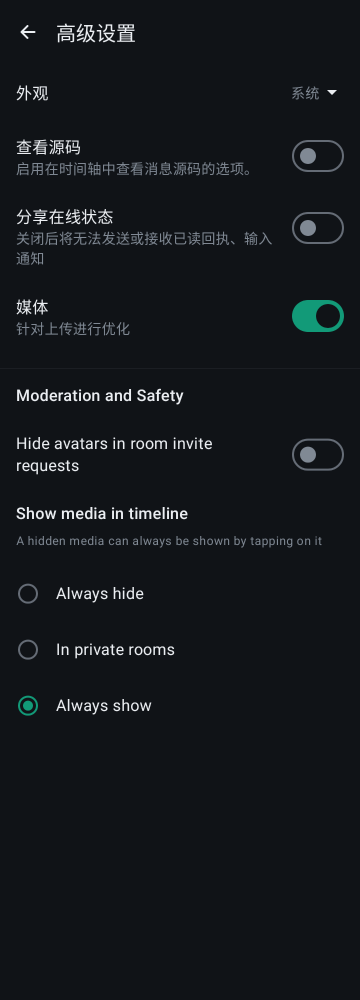 高级设置
外观
系统
查看源码
启用在时间轴中查看消息源码的选项。
分享在线状态
关闭后将无法发送或接收已读回执、输入
通知
媒体
针对上传进行优化
Moderation and Safety
Hide avatars in room invite
requests
Show media in timeline
A hidden media can always be shown by tapping on it
Always hide
In private rooms
Always show